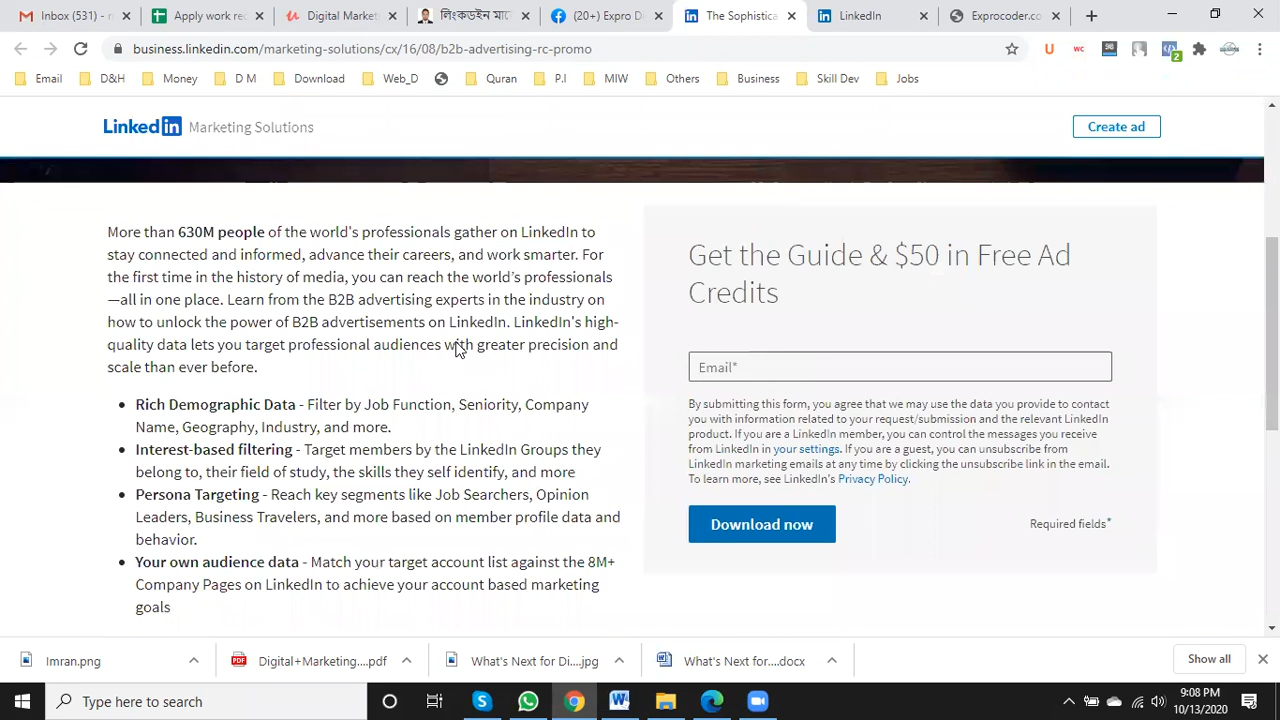 Inbox (531) - r
Apply work rec
Digital Market
লিংকডইন মার্কে
(20+) Expro De
The Sophistica
LinkedIn
Exprocoder.co
business.linkedin.com/marketing-solutions/cx/16/08/b2b-advertising-rc-promo
Email
D&H
Money
D M
Download
Web_D
Quran
P.I
MIW
Others
Business
Skill Dev
Jobs
Linked in Marketing Solutions
Create ad
More than 630M people of the world's professionals gather on LinkedIn to
stay connected and informed, advance their careers, and work smarter. For
the first time in the history of media, you can reach the world's professionals
—all in one place. Learn from the B2B advertising experts in the industry on
how to unlock the power of B2B advertisements on LinkedIn. LinkedIn's high-
quality data lets you target professional audiences with greater precision and
scale than ever before.
• Rich Demographic Data - Filter by Job Function, Seniority, Company
Name, Geography, Industry, and more.
• Interest-based filtering - Target members by the LinkedIn Groups they
belong to, their field of study, the skills they self identify, and more
• Persona Targeting - Reach key segments like Job Searchers, Opinion
Leaders, Business Travelers, and more based on member profile data and
behavior.
• Your own audience data - Match your target account list against the 8M+
Company Pages on LinkedIn to achieve your account based marketing
goals
Get the Guide & $50 in Free Ad
Credits
Email*
By submitting this form, you agree that we may use the data you provide to contact
you with information related to your request/submission and the relevant LinkedIn
product. If you are a LinkedIn member, you can control the messages you receive
from LinkedIn in your settings. If you are a guest, you can unsubscribe from
LinkedIn marketing emails at any time by clicking the unsubscribe link in the email.
To learn more, see LinkedIn's Privacy Policy.
Download now
Required fields*
Imran.png
Digital+Marketing....pdf
What's Next for Di....jpg
What's Next for....docx
Show all
Type here to search
9:08 PM
10/13/2020